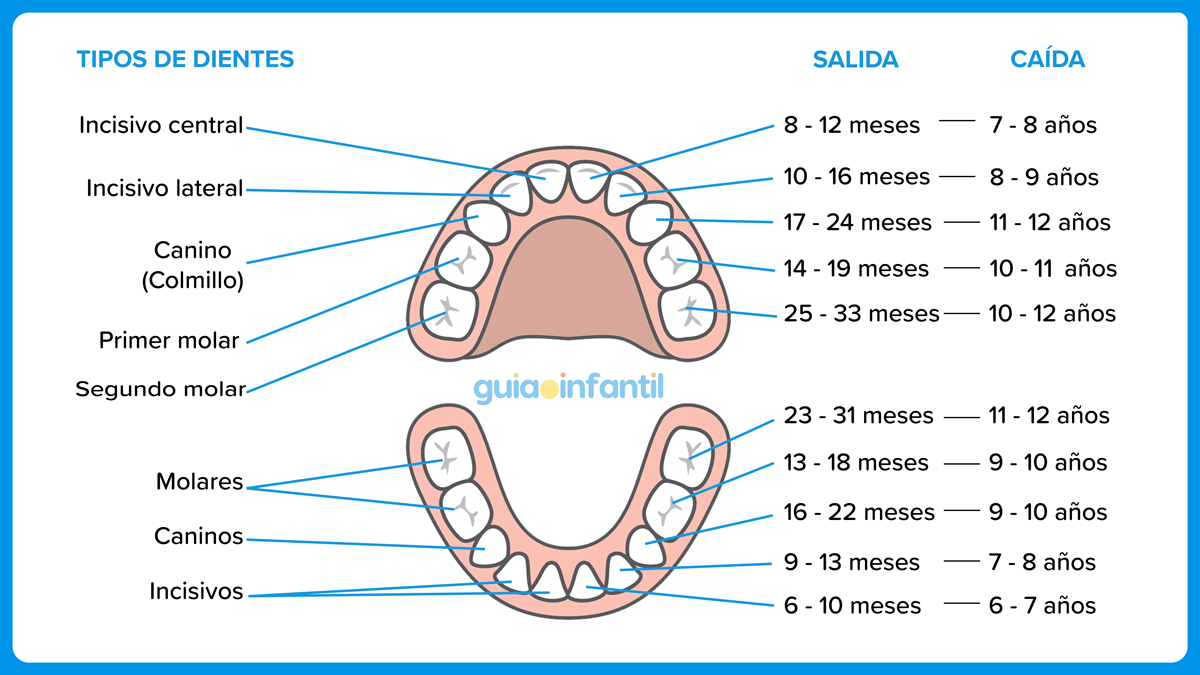 TIPOS DE DIENTES SALIDA CAÍDA
Incisivo central 8 - 12 meses 7 - 8 años
Incisivo lateral 10 - 16 meses 8 - 9 años
Canino
(Colmillo) 17 - 24 meses 11 - 12 años
Primer molar 14 - 19 meses 10 - 11 años
Segundo molar 25 - 33 meses 10 - 12 años
guiainfantil
Molares 23 - 31 meses 11 - 12 años
13 - 18 meses 9 - 10 años
Caninos 16 - 22 meses 9 - 10 años
Incisivos 9 - 13 meses 7 - 8 años
6 - 10 meses 6 - 7 años